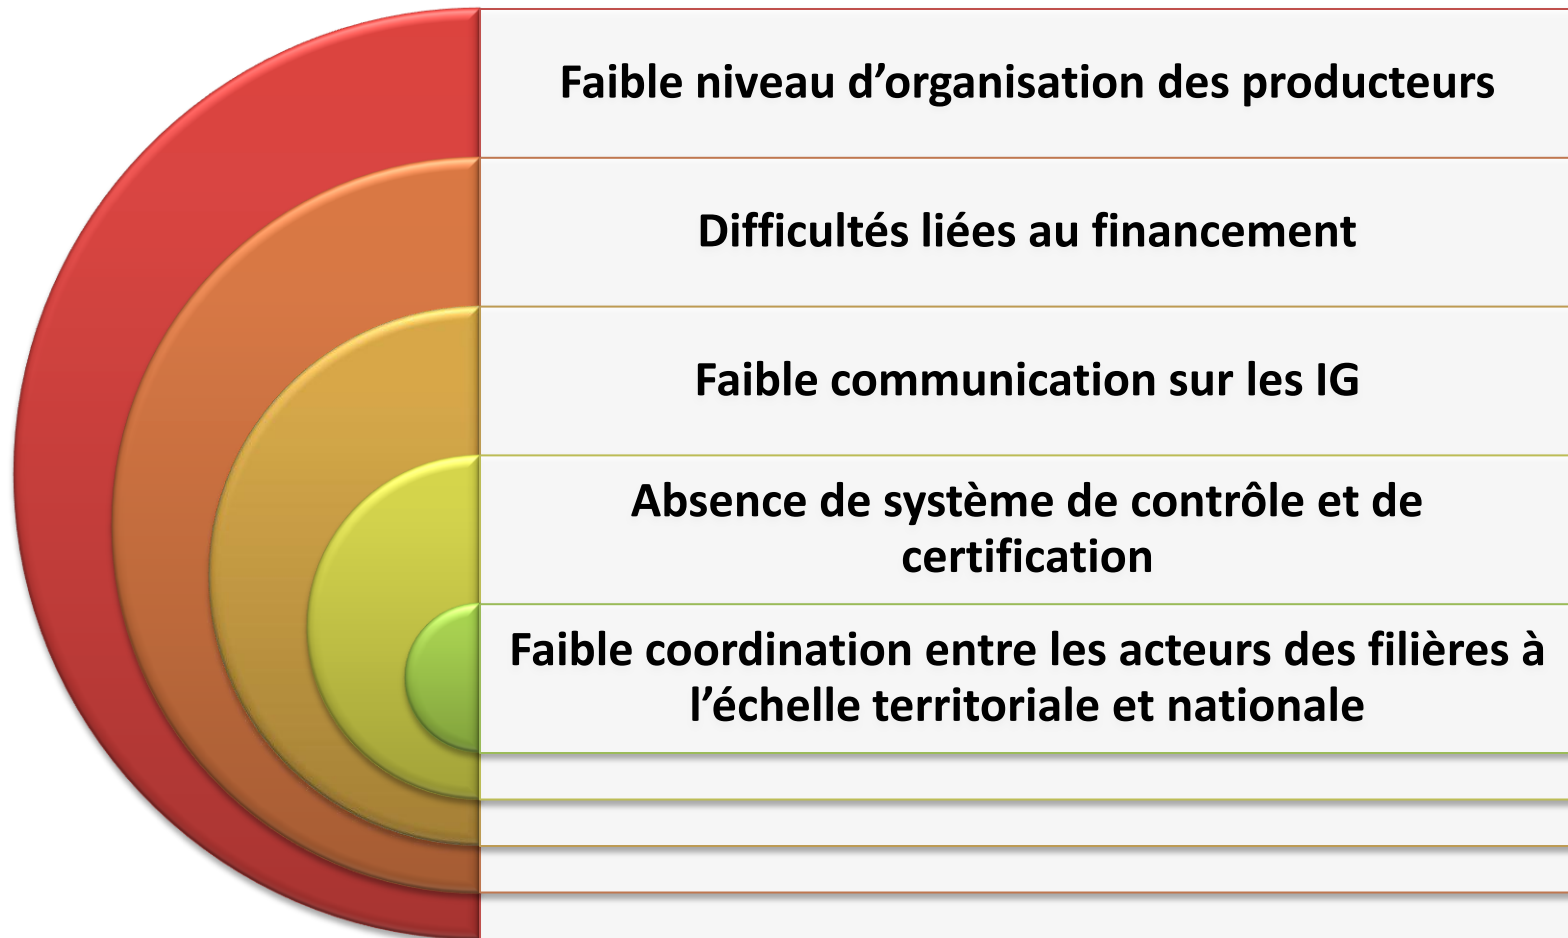 Faible niveau d’organisation des producteurs
Difficultés liées au financement
Faible communication sur les IG
Absence de système de contrôle et de
certification
Faible coordination entre les acteurs des filières à
l’échelle territoriale et nationale